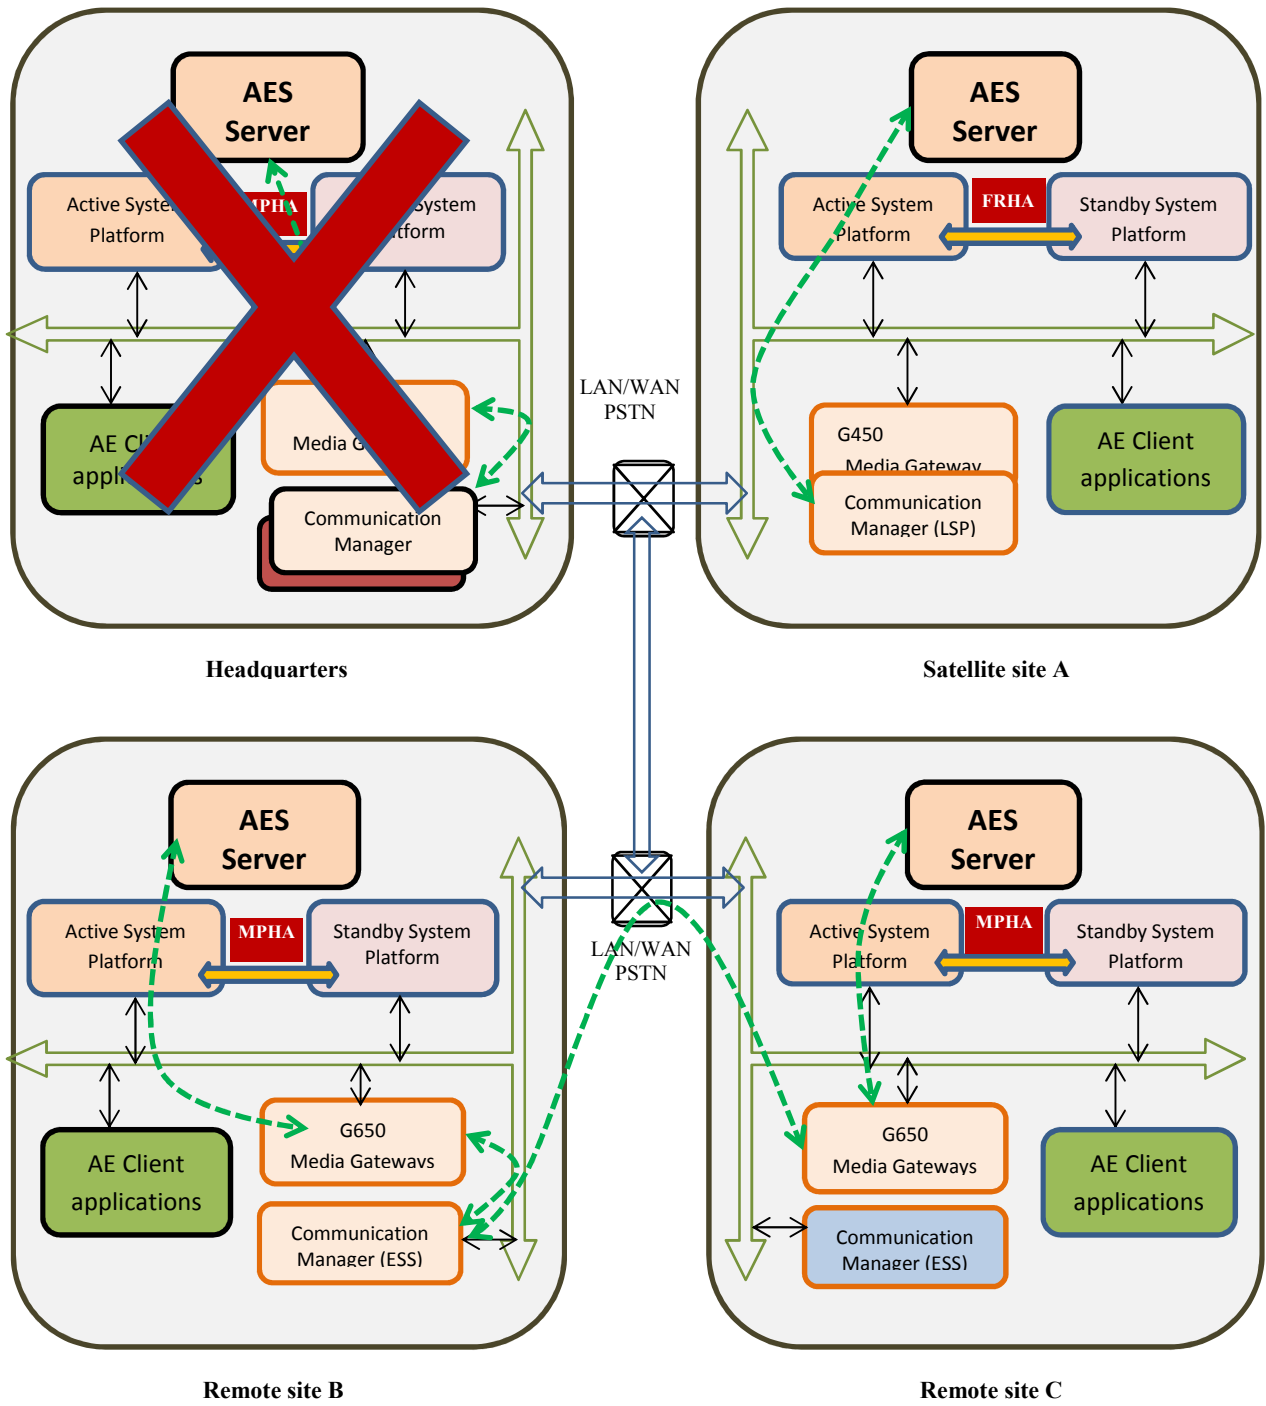 AES
Server
Active System
Platform
MPHA
System
tform
AE Cli
app
s
Media G
Communication
Manager
Headquarters
LAN/WAN
PSTN
AES
Server
Active System
Platform
FRHA
Standby System
Platform
G450
Media Gateway
Communication
Manager (LSP)
AE Client
applications
Satellite site A
AES
Server
Active System
Platform
MPHA
Standby System
Platform
AE Client
applications
G650
Media Gateways
Communication
Manager (ESS)
Remote site B
LAN/WAN
PSTN
AES
Server
Active System
Platform
MPHA
Standby System
Platform
G650
Media Gateways
Communication
Manager (ESS)
AE Client
applications
Remote site C